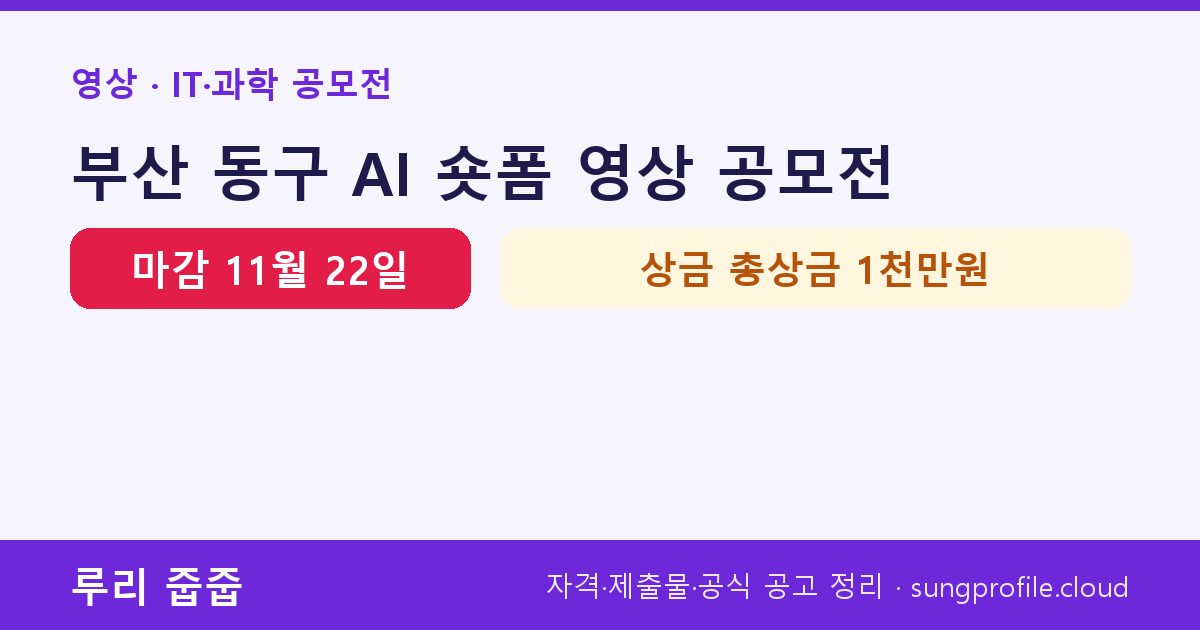 영상 · IT·과학 공모전
부산 동구 AI 숏폼 영상 공모전
마감 11월 22일
상금 총상금 1천만원
루리 줍줍
자격·제출물·공식 공고 정리 · sungprofile.cloud